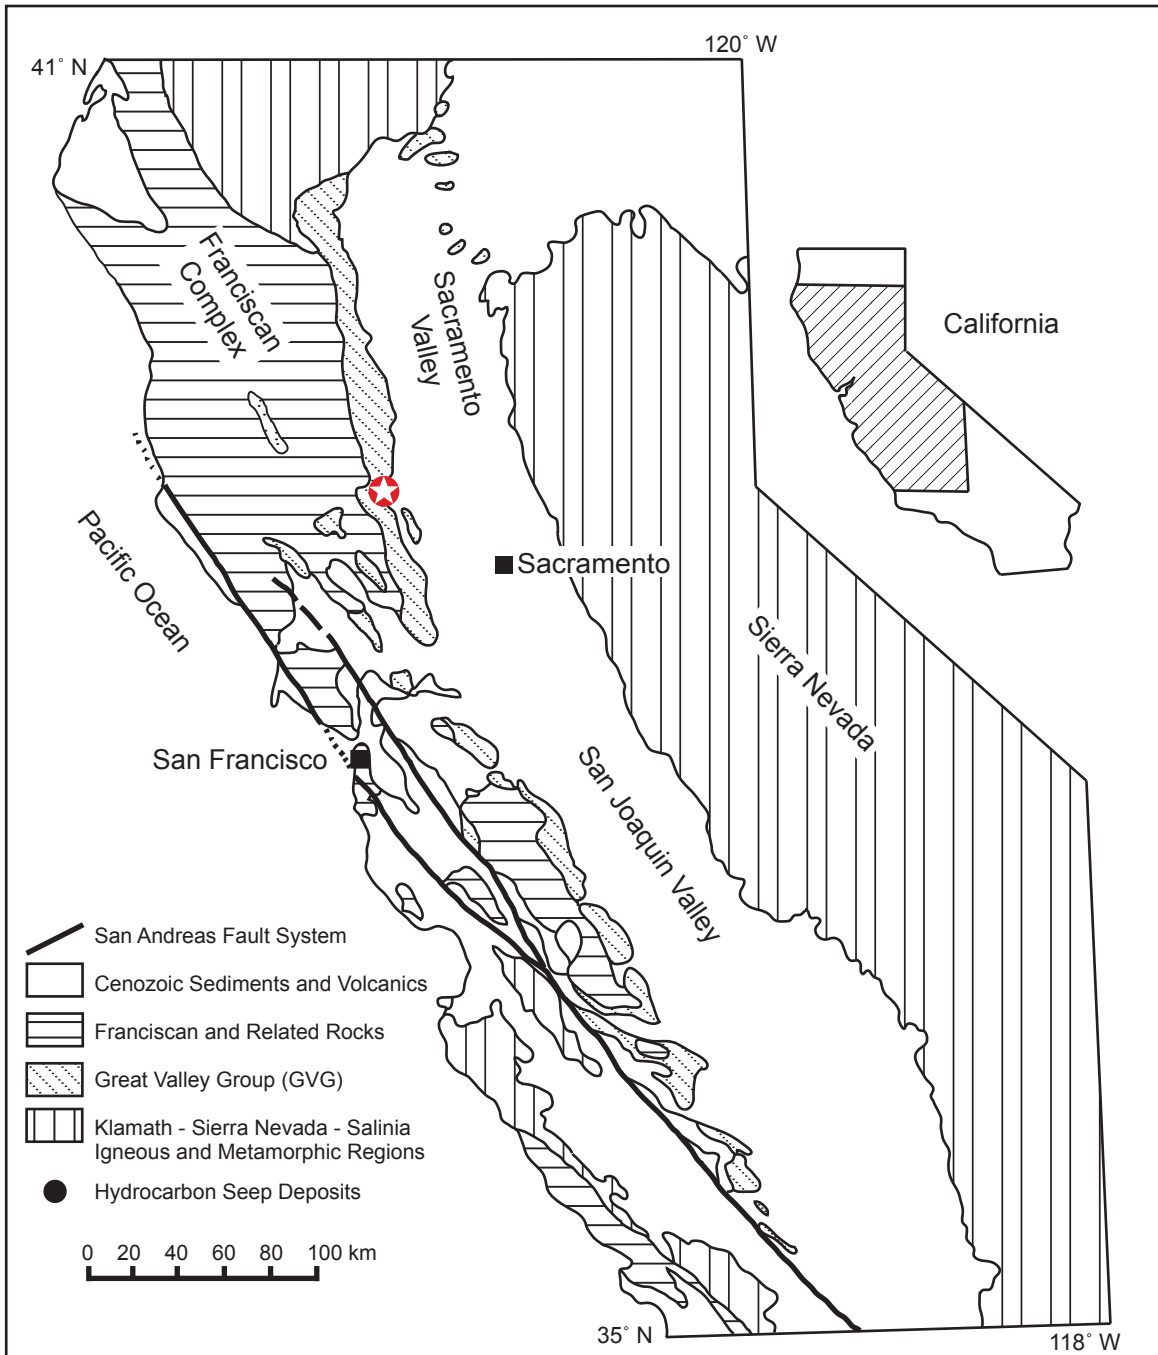 120° W
41° N
Franciscan
Complex
Sacramento
Valley
California
Pacific Ocean
Sacramento
Sierra Nevada
San Francisco
San Joaquin Valley
San Andreas Fault System
Cenozoic Sediments and Volcanics
Franciscan and Related Rocks
Great Valley Group (GVG)
Klamath - Sierra Nevada - Salinia
Igneous and Metamorphic Regions
Hydrocarbon Seep Deposits
0 20 40 60 80 100 km
35° N
118° W